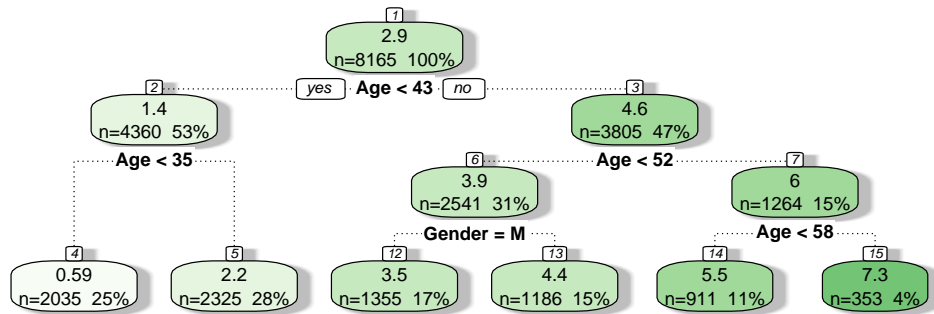 1
2.9
n=8165 100%
yes Age < 43 no
2
1.4
n=4360 53%
3
4.6
n=3805 47%
Age < 35
Age < 52
6
3.9
n=2541 31%
7
6
n=1264 15%
Gender = M
Age < 58
4
0.59
n=2035 25%
5
2.2
n=2325 28%
12
3.5
n=1355 17%
13
4.4
n=1186 15%
14
5.5
n=911 11%
15
7.3
n=353 4%